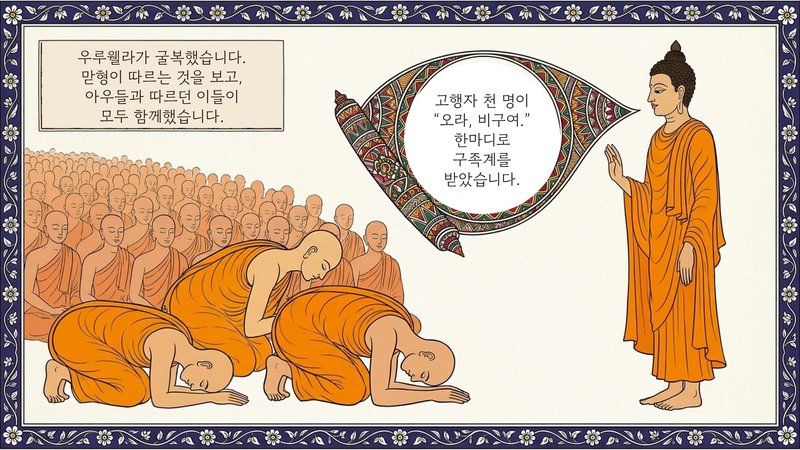 우루웰라가 굴복했습니다.
맏형이 따르는 것을 보고,
아우들과 따르던 이들이
모두 함께했습니다.
고행자 천 명이
“오라, 비구여.”
한마디로
구족계를
받았습니다.